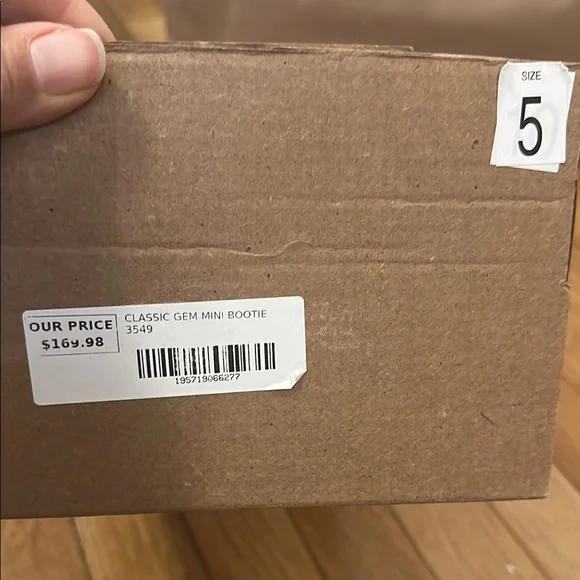 SIZE
5
OUR PRICE
$169.98
CLASSIC GEM MINI BOOTIE
3549
195719066277